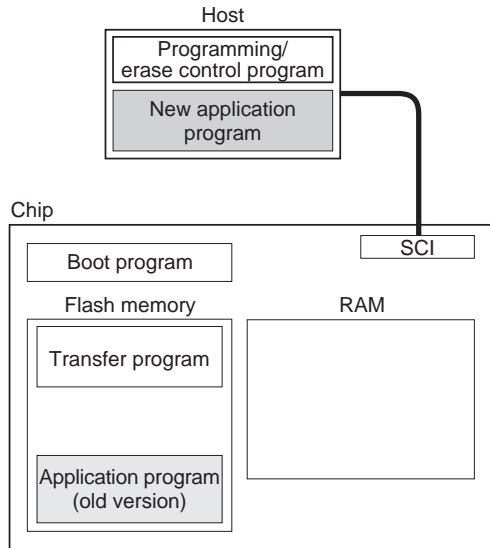 Host
Programming/
erase control program
New application
program
Chip
SCI
Boot program
Flash memory
RAM
Transfer program
Application program
(old version)